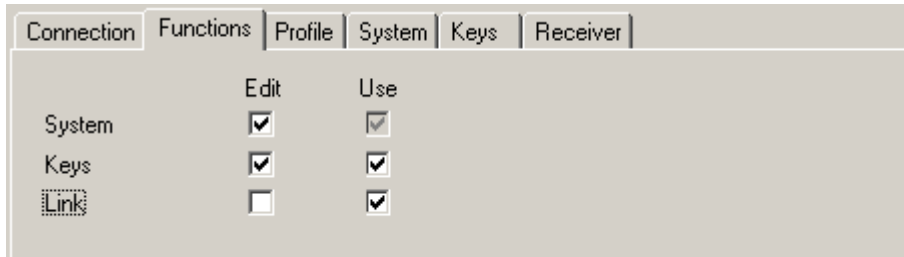 Connection Functions Profile System Keys Receiver
Edit Use
System
Keys
Link